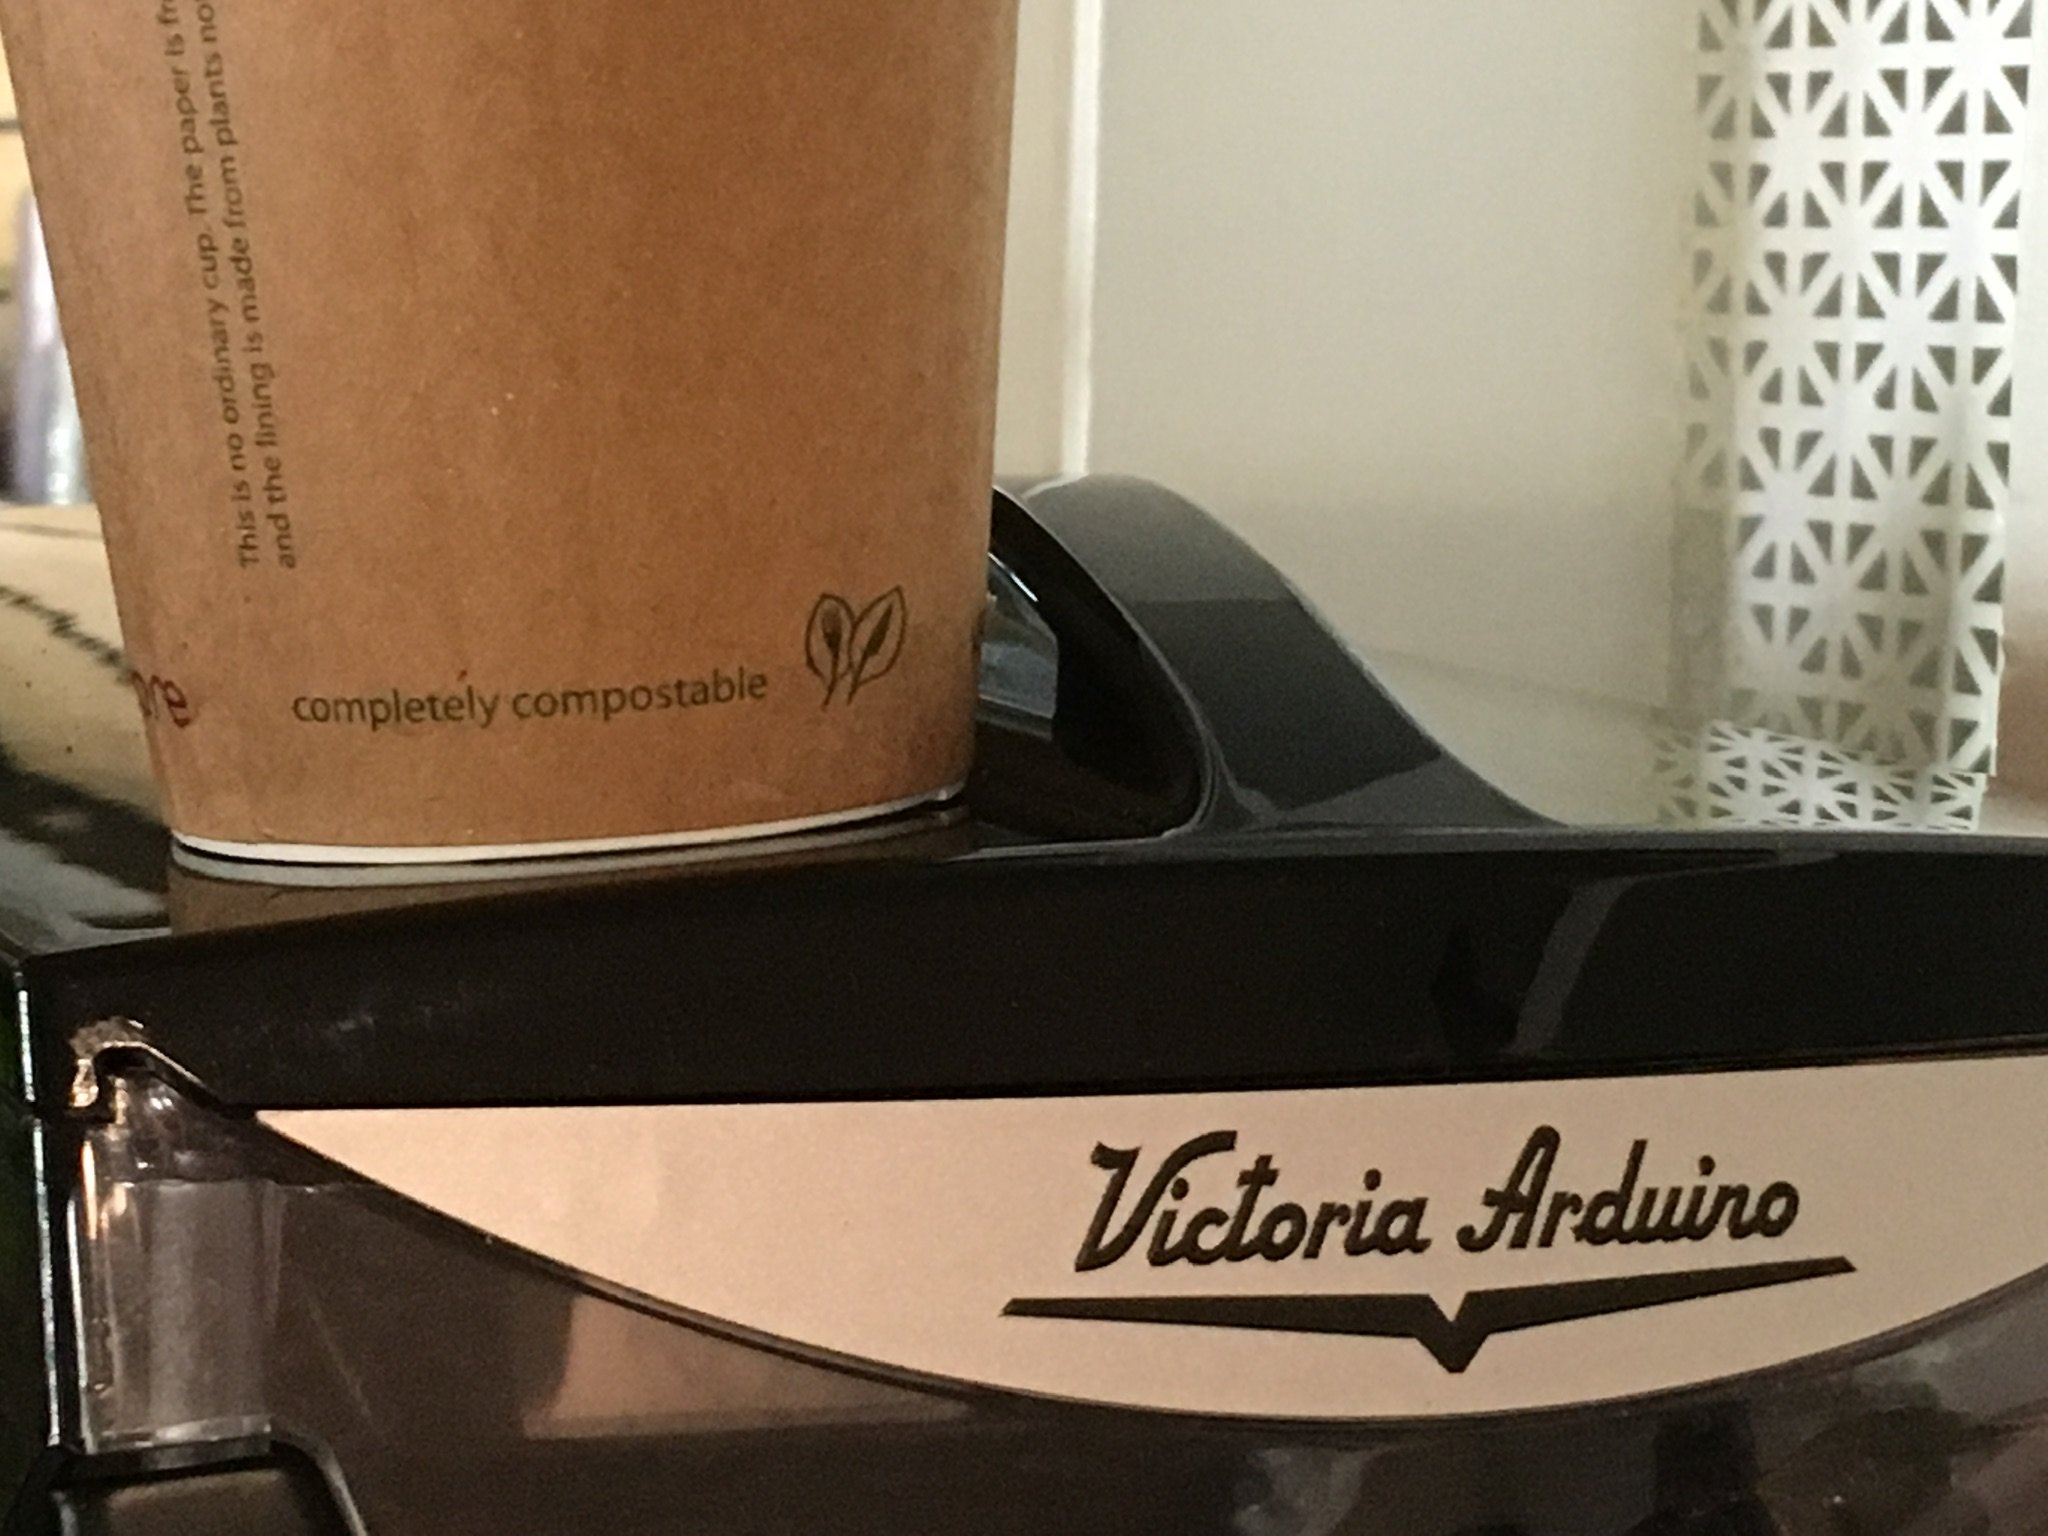 This is no ordinary cup. The paper is
and the lining is made from plants
completely compostable
Victoria Arduino